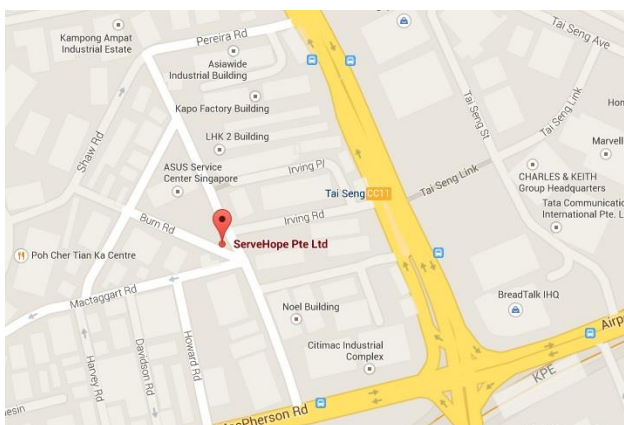 Kampong Ampat
Industrial Estate
Pereira Rd
Asiawide
Industrial Building
Tai Seng Ave
Kapo Factory Building
Tai Seng St
Tai Seng Link
Shaw Rd
LHK 2 Building
Marvell
ASUS Service
Center Singapore
Irving Pl
CHARLES & KEITH
Group Headquarters
Tai Seng CC11
Tai Seng Link
Tata Communication
International Pte. L
Burn Rd
Irving Rd
ServeHope Pte Ltd
Poh Cher Tian Ka Centre
Mactaggart Rd
BreadTalk IHQ
Noel Building
Citimac Industrial
Complex
Howard Rd
Davidson Rd
Harvey Rd
Airp
KPE
cPherson Rd
esin